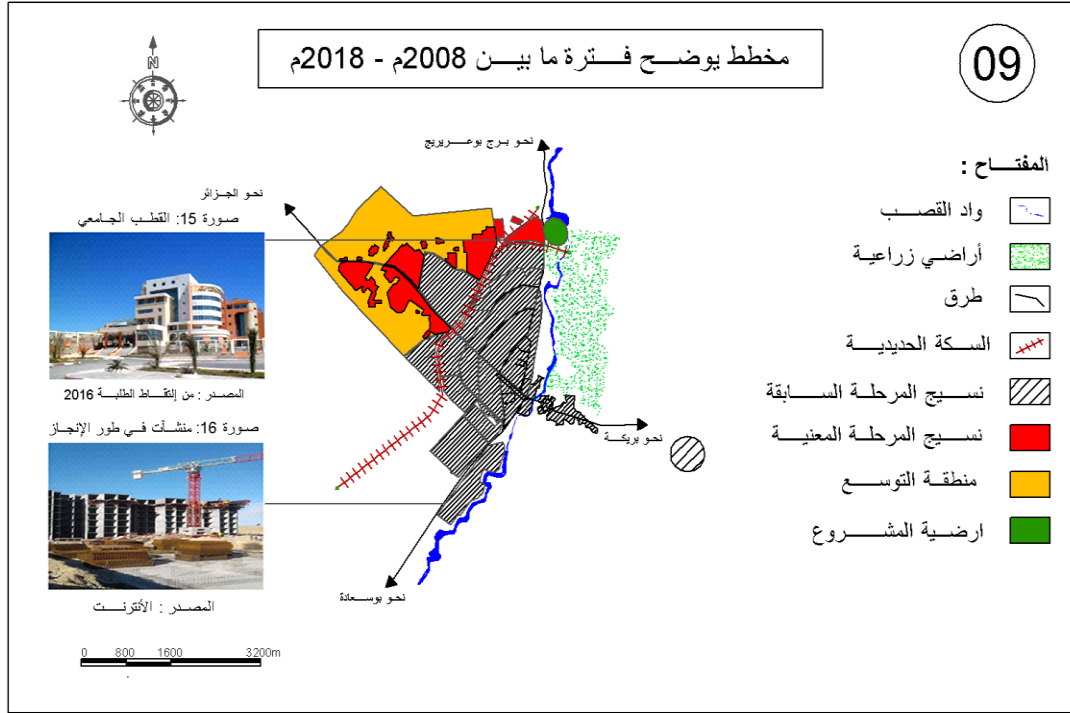 09
مخطط يوضح فترة ما بين 2008م - 2018م
N
نحو برج بوعريريج
نحو الجزائر
صورة 15: القطب الجامعي
المصدر : من إلتقاط الطلبة 2016
صورة 16: منشآت في طور الإنجاز
المصدر : الأنترنت
نحو بريكة
نحو بوسعادة
0 800 1600 3200m
المفتاح :
واد القصب
أراضي زراعية
طرق
السكة الحديدية
نسيج المرحلة السابقة
نسيج المرحلة المعنية
منطقة التوسع
ارضية المشروع